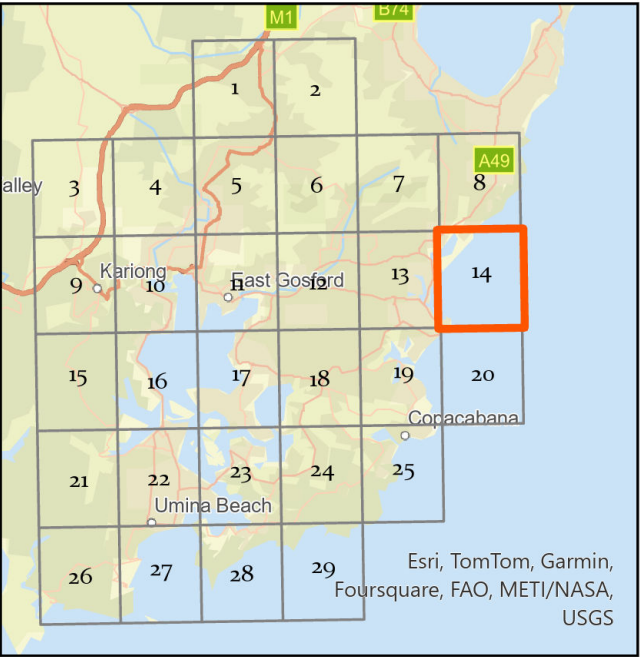 M1
B74
1
2
A49
alley
3
4
5
6
7
8
Kariong
East Gosford
9
10
11
12
13
14
15
16
17
18
19
20
Copacabana
21
22
23
24
25
Umina Beach
26
27
28
29
Esri, TomTom, Garmin,
Foursquare, FAO, METI/NASA,
USGS